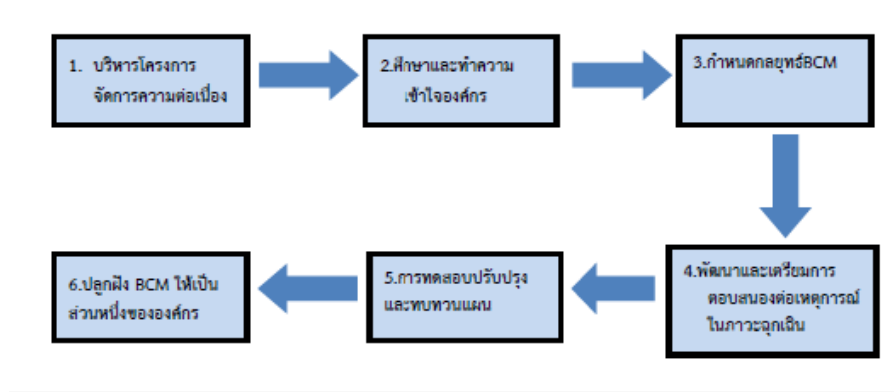 1. บริหารโครงการ
จัดการความต่อเนื่อง
2.ศึกษาและทำความ
เข้าใจองค์กร
3.กำหนดกลยุทธ์BCM
4.พัฒนาและเตรียมการ
ตอบสนองต่อเหตุการณ์
ในภาวะฉุกเฉิน
5.การทดสอบปรับปรุง
และทบทวนแผน
6.ปลูกฝัง BCM ให้เป็น
ส่วนหนึ่งขององค์กร